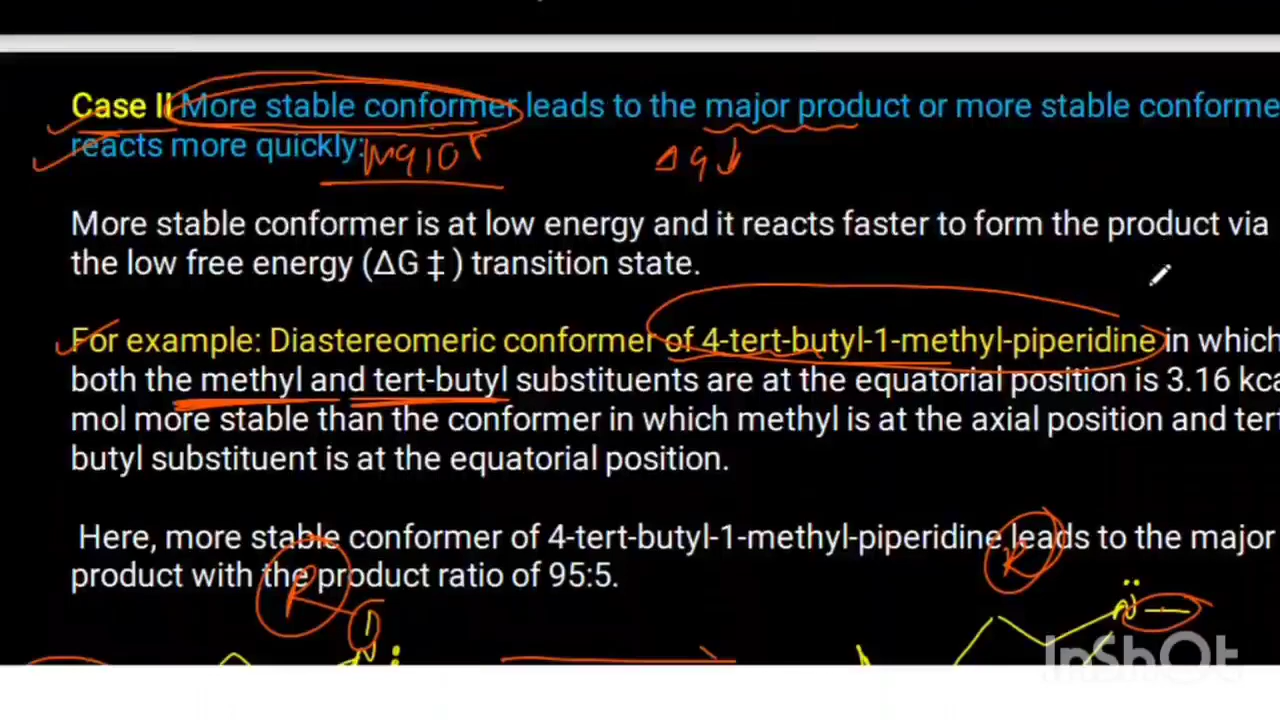 Case II More stable conformer leads to the major product or more stable conforme
reacts more quickly:
major
ΔG↓
More stable conformer is at low energy and it reacts faster to form the product via
the low free energy (ΔG ‡ ) transition state.
For example: Diastereomeric conformer of 4-tert-butyl-1-methyl-piperidine in which
both the methyl and tert-butyl substituents are at the equatorial position is 3.16 kca
mol more stable than the conformer in which methyl is at the axial position and tert
butyl substituent is at the equatorial position.
Here, more stable conformer of 4-tert-butyl-1-methyl-piperidine leads to the major
product with the product ratio of 95:5.
R
R
N
N
InShOt